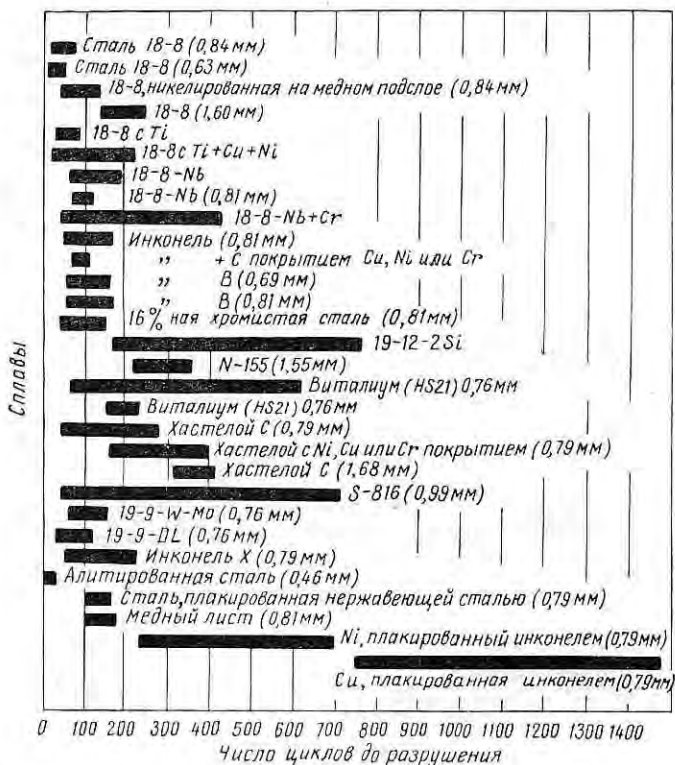 Сталь 18-8 (0,84 мм)
Сталь 18-8 (0,63 мм)
18-8, никелированная на медном подслое (0,84 мм)
18-8 (1,60 мм)
18-8 с Ti
18-8 с Ti+Cu+Ni
18-8-Nb
18-8-Nb (0,81 мм)
18-8-Nb+Cr
Инконель (0,81 мм)
„ + С покрытием Cu, Ni или Cr
„ В (0,69 мм)
„ В (0,81 мм)
16% ная хромистая сталь (0,81 мм)
19-12-2Si
N-155 (1,55 мм)
Виталиум (HS21) 0,76 мм
Виталиум (HS21) 0,76 мм
Хастелой С (0,79 мм)
Хастелой с Ni, Cu или Cr покрытием (0,79 мм)
Хастелой С (1,68 мм)
S-816 (0,99 мм)
19-9-W-Mo (0,76 мм)
19-9-DL (0,76 мм)
Инконель X (0,79 мм)
Алитированная сталь (0,46 мм)
Сталь, плакированная нержавеющей сталью (0,79 мм)
Медный лист (0,81 мм)
Ni, плакированный инконелем (0,79 мм)
Cu, плакированная инконелем (0,79 мм)
Сплавы
0 100 200 300 400 500 600 700 800 900 1000 1100 1200 1300 1400
Число циклов до разрушения